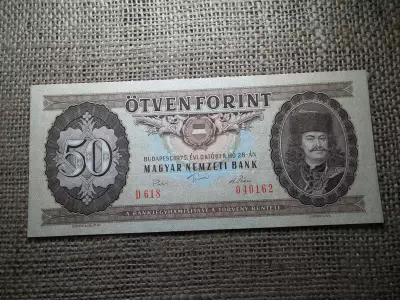 ÖTVEN FORINT
50
BUDAPEST 1975. ÉVI OKTÓBER HÓ 28-ÁN
MAGYAR NEMZETI BANK
D 618 040162
A BANKJEGYHAMISÍTÁST A TÖRVÉNY BÜNTETI